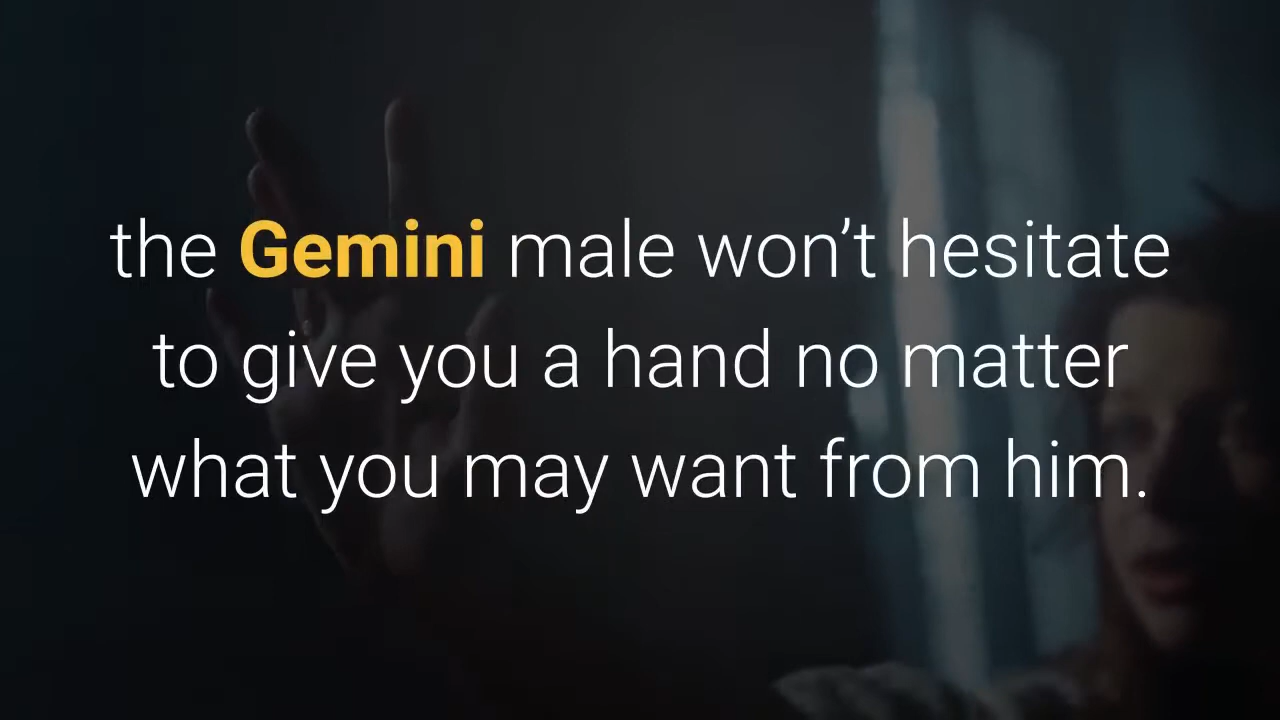 the Gemini male won’t hesitate
to give you a hand no matter
what you may want from him.